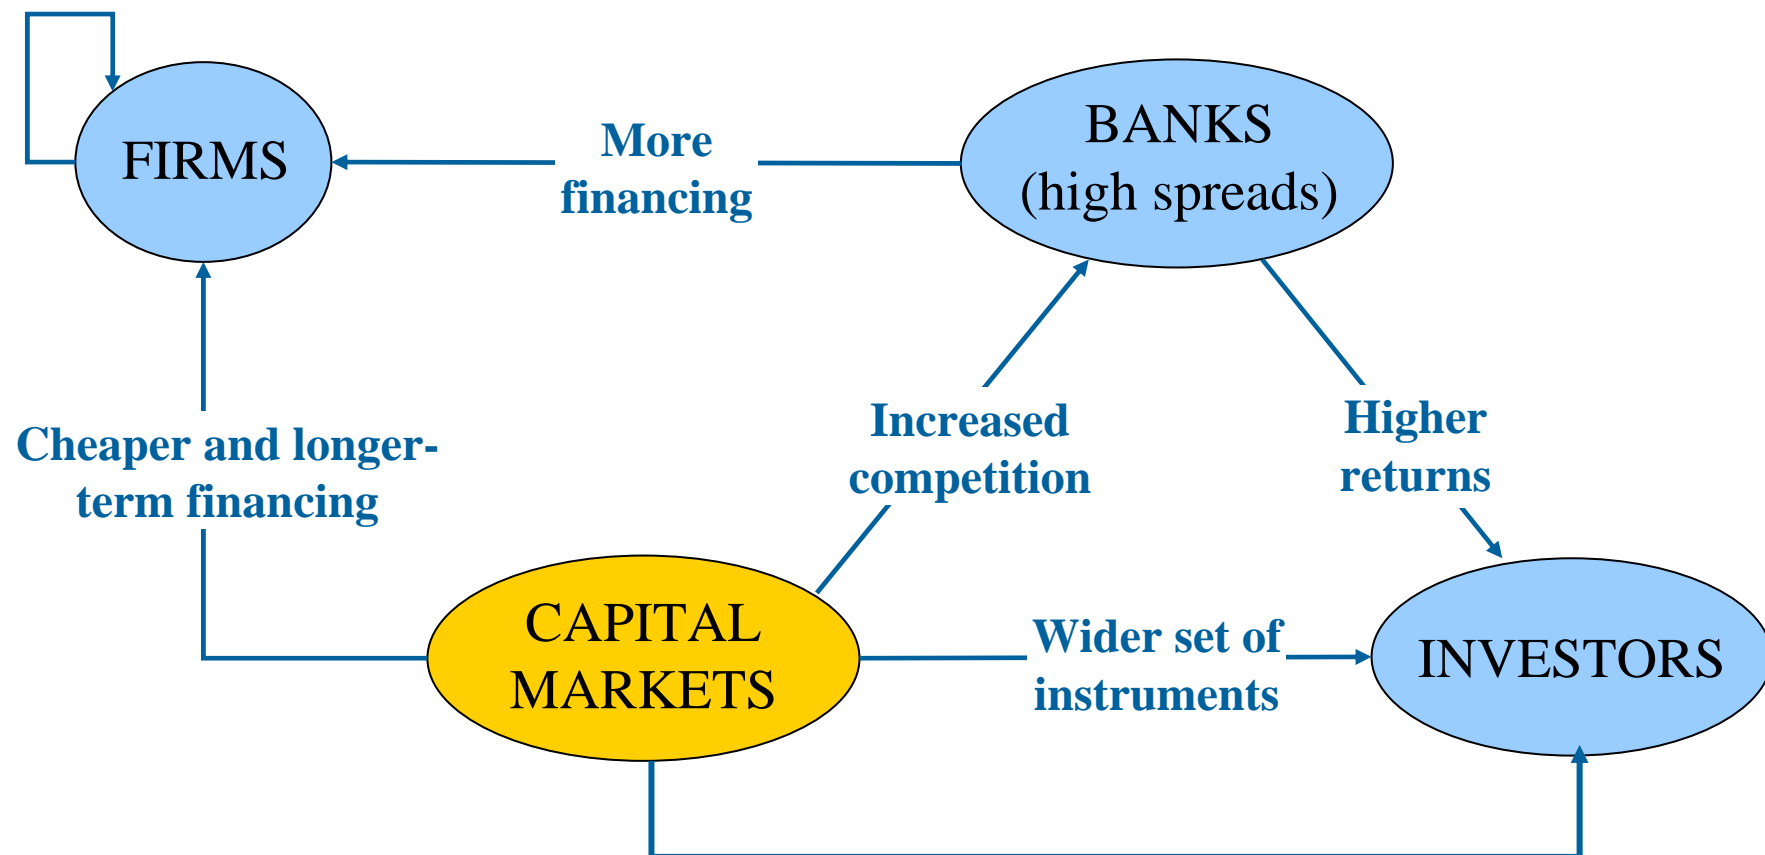 FIRMS
More
financing
BANKS
(high spreads)
Cheaper and longer-
term financing
Increased
competition
Higher
returns
CAPITAL
MARKETS
Wider set of
instruments
INVESTORS